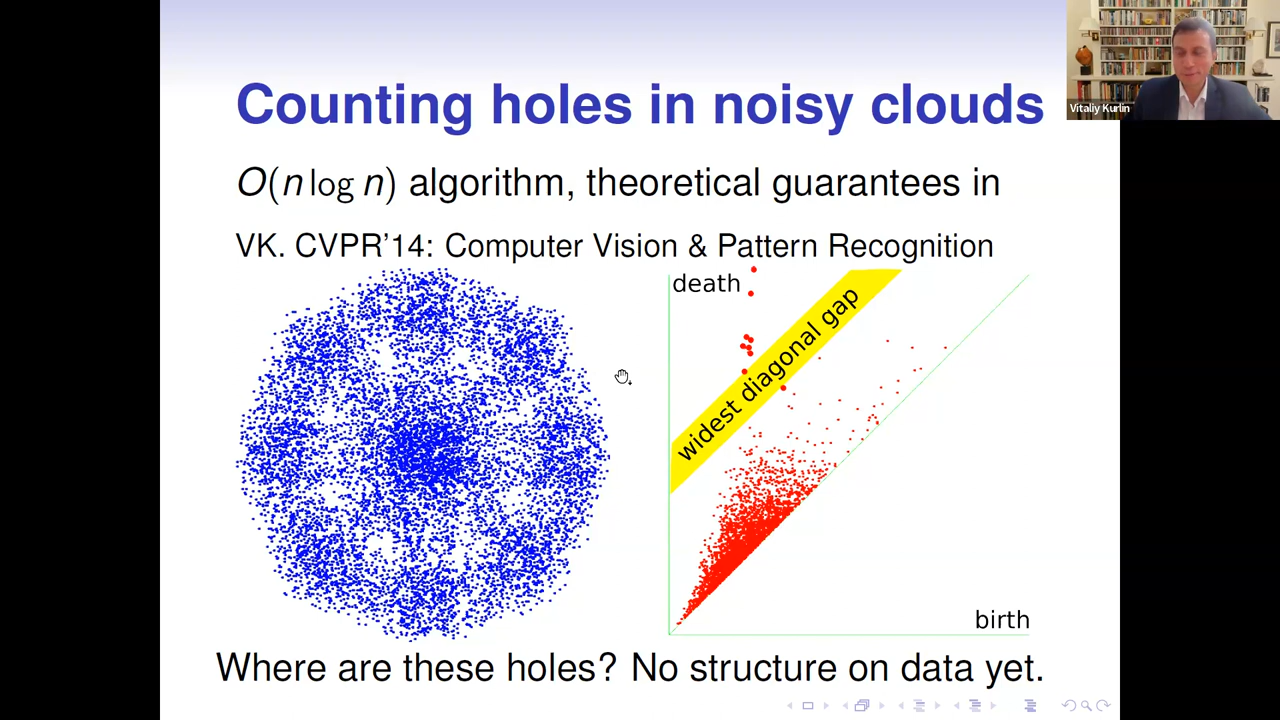 Counting holes in noisy clouds
Vitaliy Kurlin
O(n log n) algorithm, theoretical guarantees in
VK. CVPR'14: Computer Vision & Pattern Recognition
death
widest diagonal gap
birth
Where are these holes? No structure on data yet.